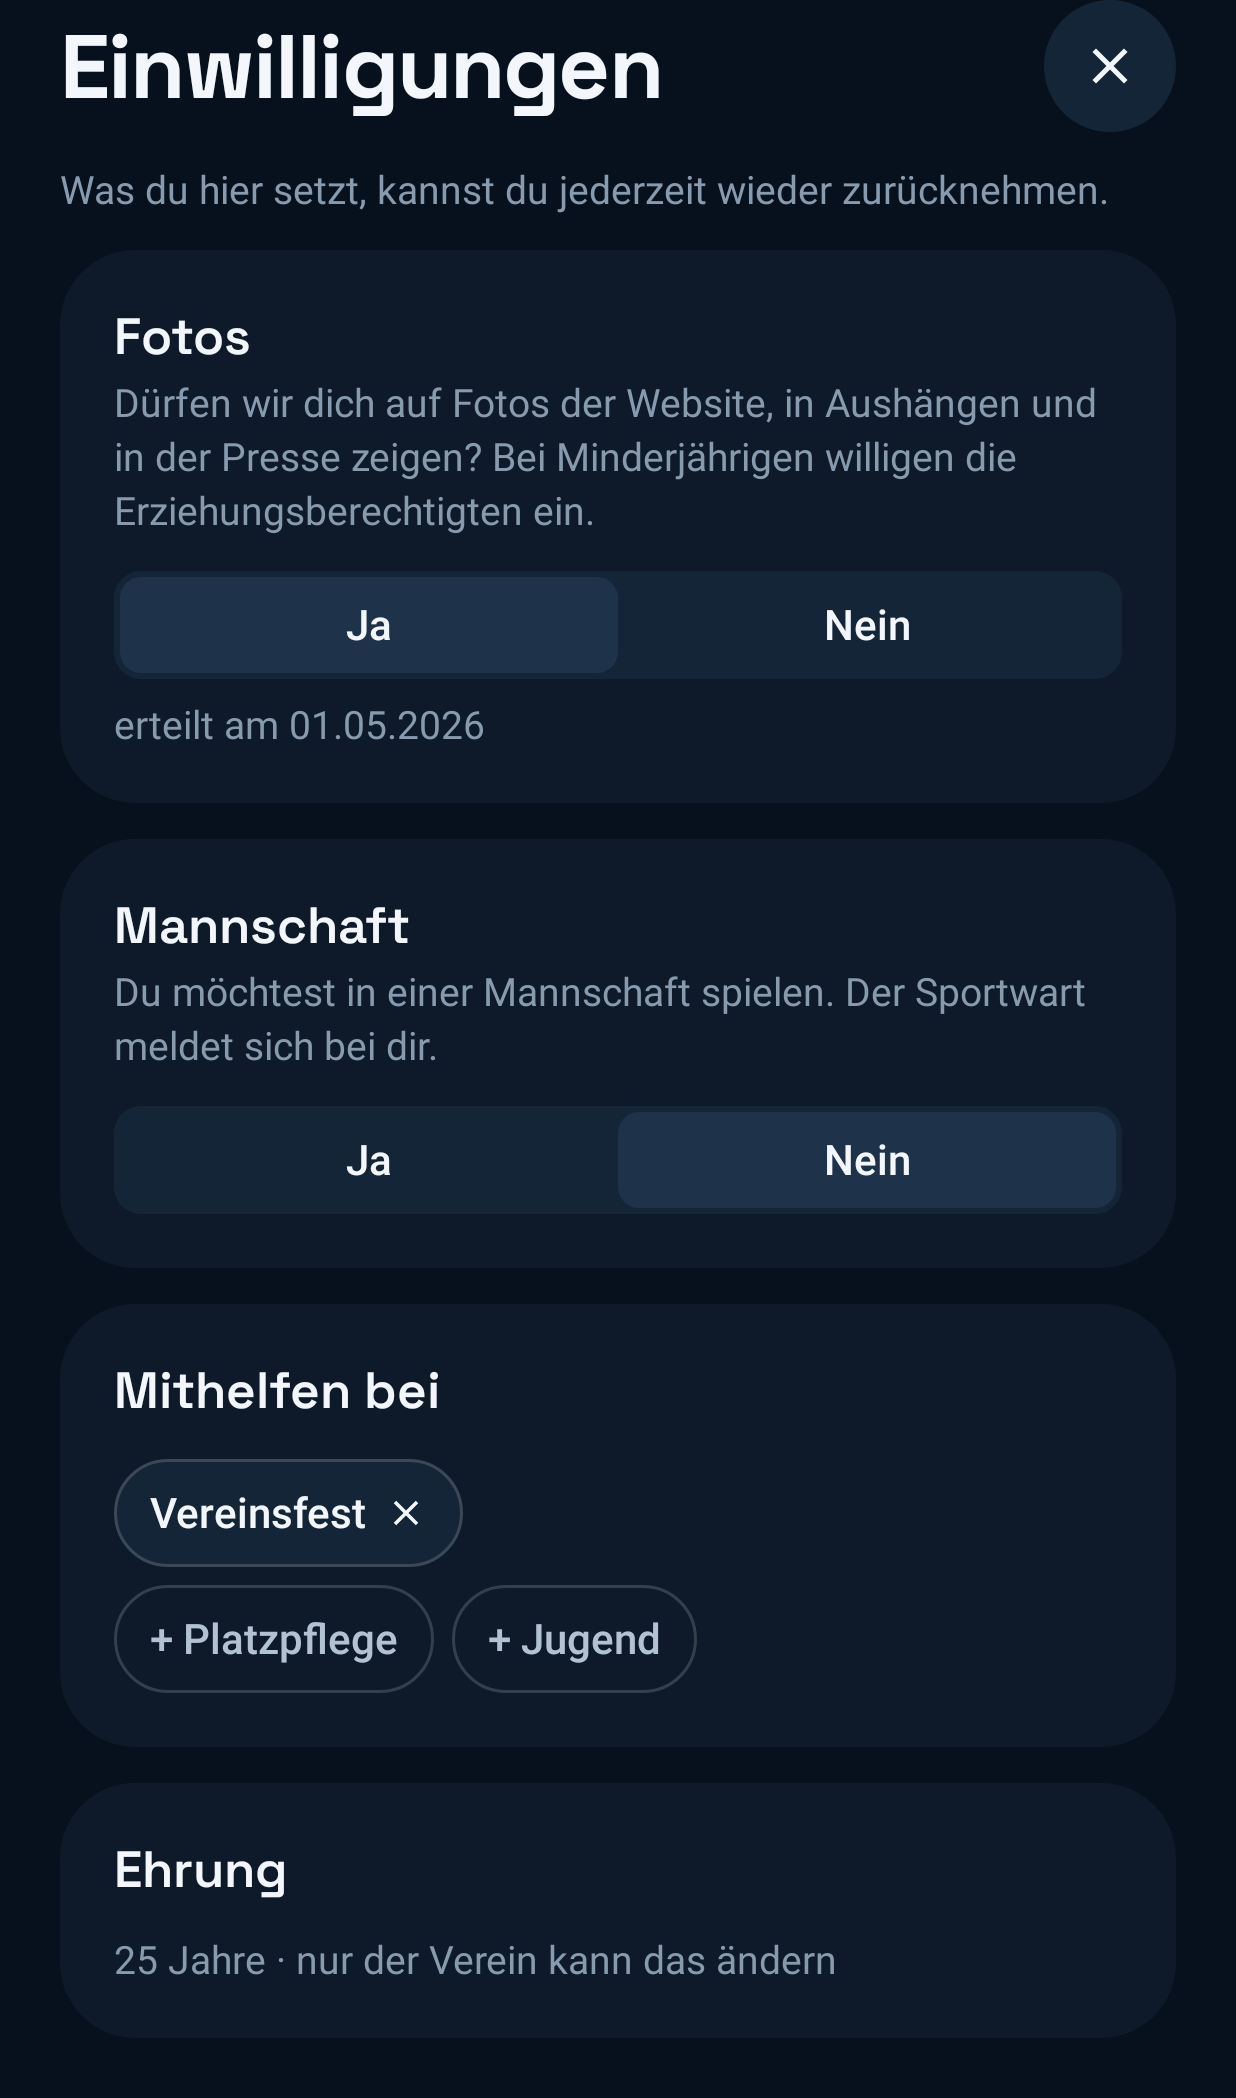 Einwilligungen
Was du hier setzt, kannst du jederzeit wieder zurücknehmen.
Fotos
Dürfen wir dich auf Fotos der Website, in Aushängen und
in der Presse zeigen? Bei Minderjährigen willigen die
Erziehungsberechtigten ein.
Ja Nein
erteilt am 01.05.2026
Mannschaft
Du möchtest in einer Mannschaft spielen. Der Sportwart
meldet sich bei dir.
Ja Nein
Mithelfen bei
Vereinsfest ×
+ Platzpflege + Jugend
Ehrung
25 Jahre · nur der Verein kann das ändern